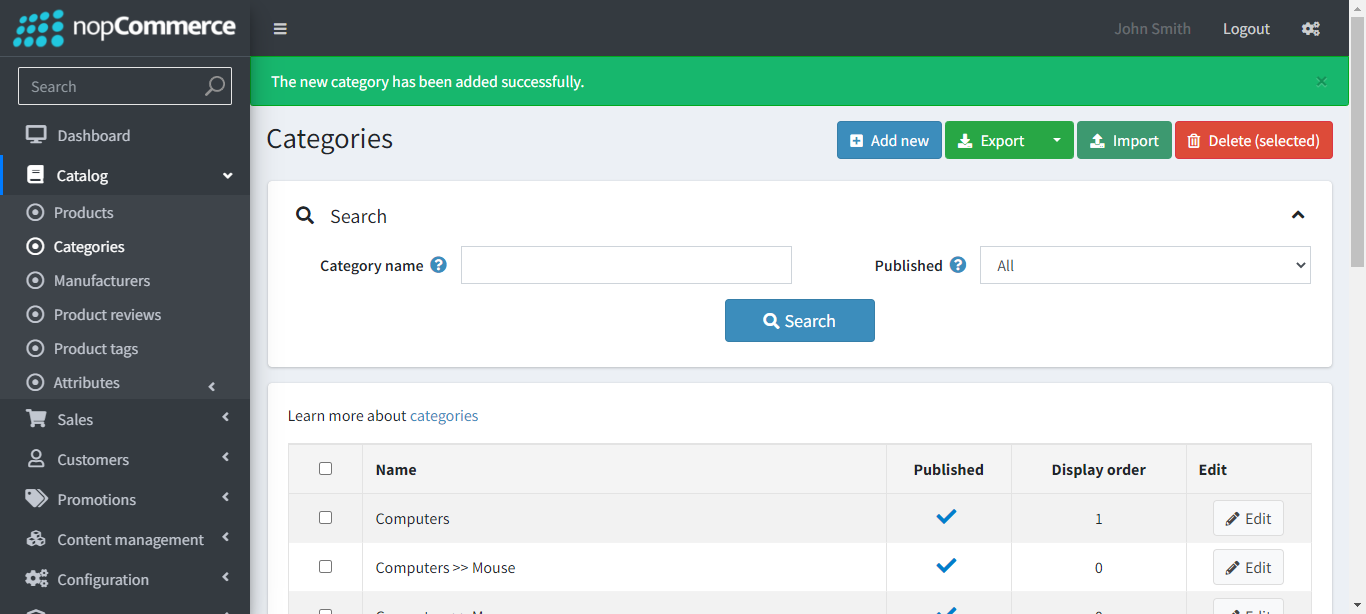 nopCommerce
John Smith
Logout
Search
The new category has been added successfully.
×
Dashboard
Catalog
Products
Categories
Manufacturers
Product reviews
Product tags
Attributes
Sales
Customers
Promotions
Content management
Configuration
Categories
Add new
Export
Import
Delete (selected)
Search
Category name ?
Published ?
All
Search
Learn more about categories
Name Published Display order Edit
Computers 1 Edit
Computers >> Mouse 0 Edit